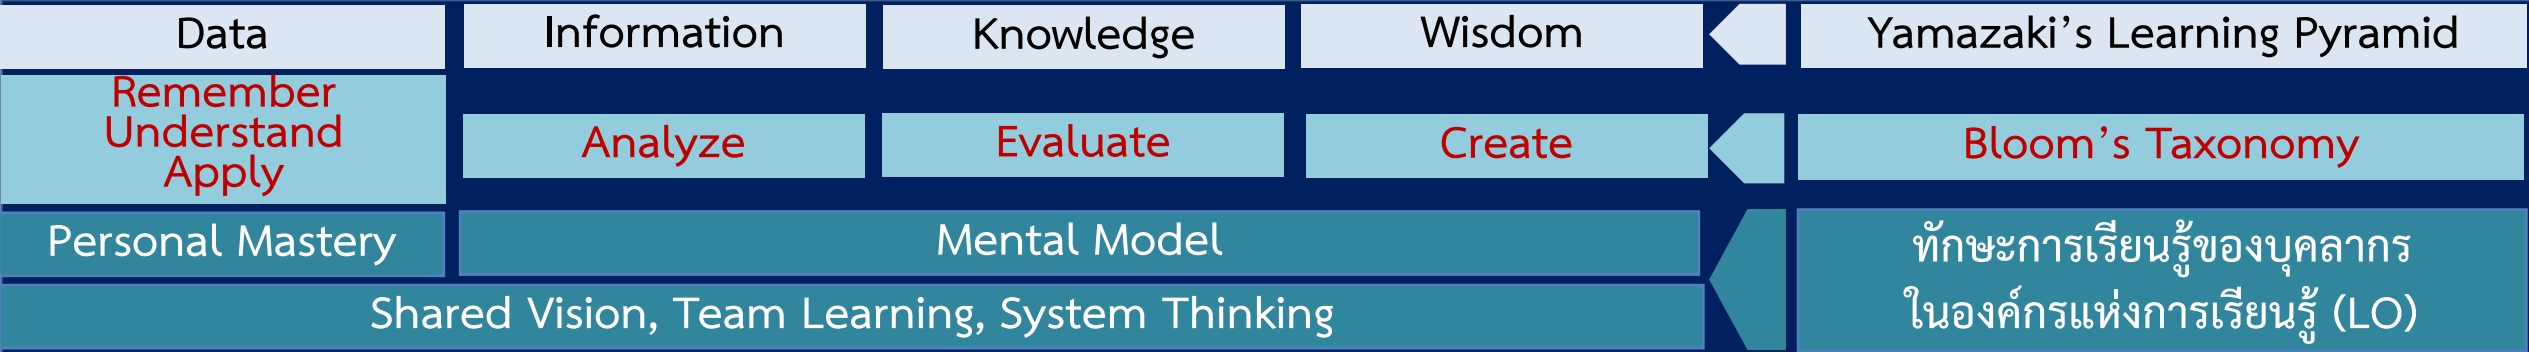 Data
Information
Knowledge
Wisdom
Yamazaki's Learning Pyramid
Remember
Understand
Apply
Analyze
Evaluate
Create
Bloom's Taxonomy
Personal Mastery
Mental Model
Shared Vision, Team Learning, System Thinking
ทักษะการเรียนรู้ของบุคลากร
ในองค์กรแห่งการเรียนรู้ (LO)